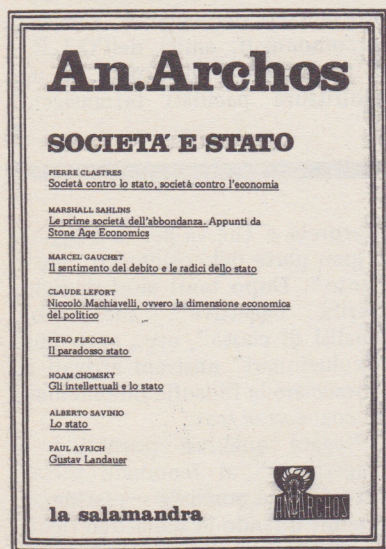 An.Archos
SOCIETÀ E STATO
PIERRE CLASTRES
Società contro lo stato, società contro l'economia
MARSHALL SAHLINS
Le prime società dell'abbondanza. Appunti da
Stone Age Economics
MARCEL GAUCHET
Il sentimento del debito e le radici dello stato
CLAUDE LEFORT
Niccolò Machiavelli, ovvero la dimensione economica
del politico
PIERO FLECCHIA
Il paradosso stato
NOAM CHOMSKY
Gli intellettuali e lo stato
ALBERTO SAVINIO
Lo stato
PAUL AVRICH
Gustav Landauer
la salamandra
AN.ARCHOS